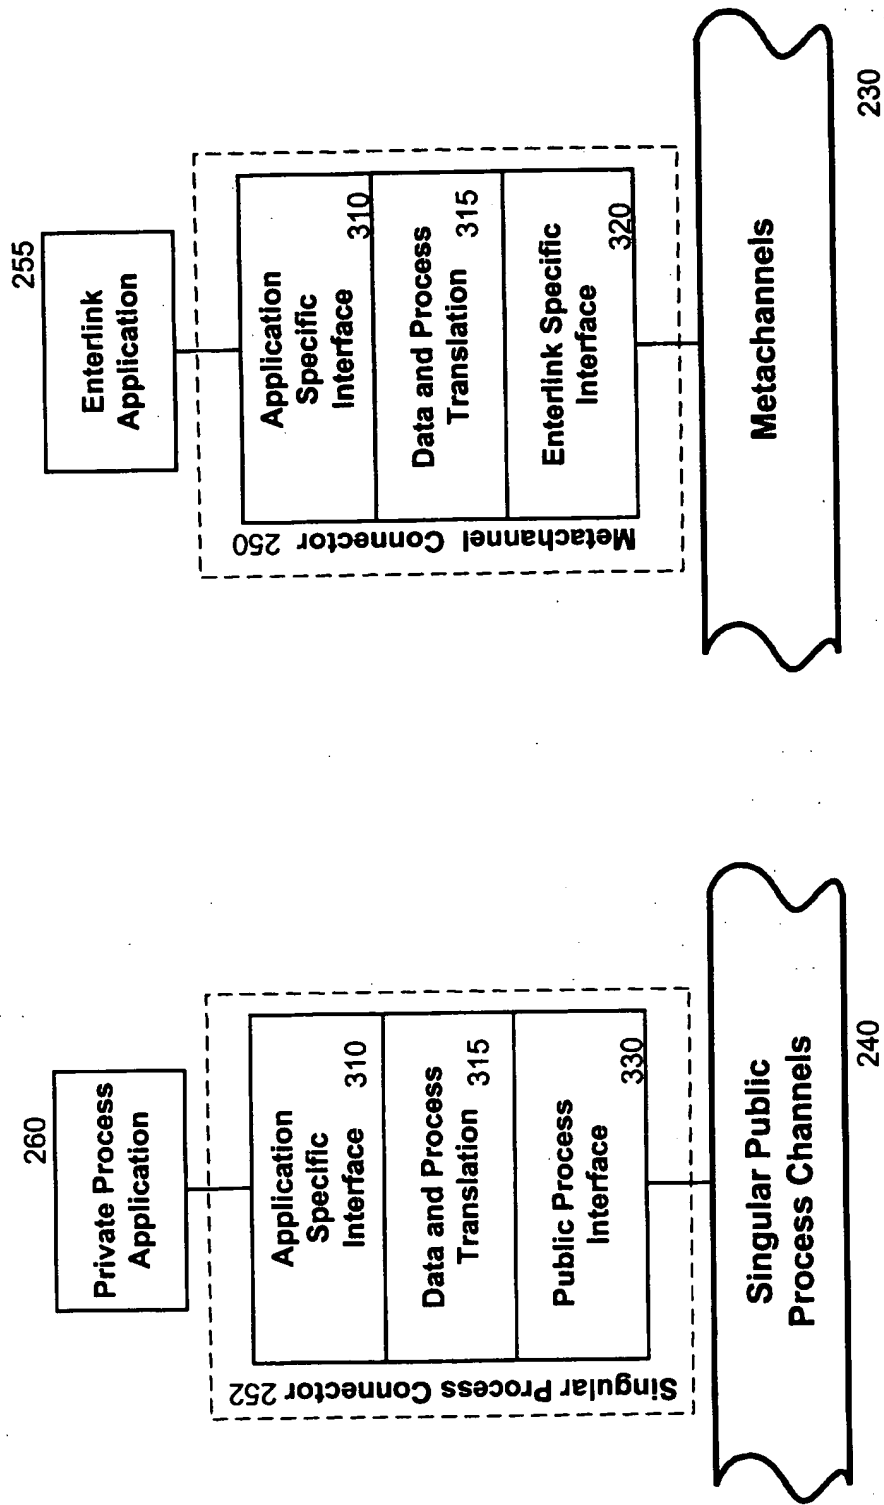 260
Private Process
Application
Application
Specific
Interface 310
Data and Process
Translation 315
Public Process
Interface
330
Singular Process Connector 252
Singular Public
Process Channels
240
255
Enterlink
Application
Application
Specific
Interface
310
Data and Process
Translation 315
Enterlink Specific
Interface
320
Metachannel Connector 250
Metachannels
230